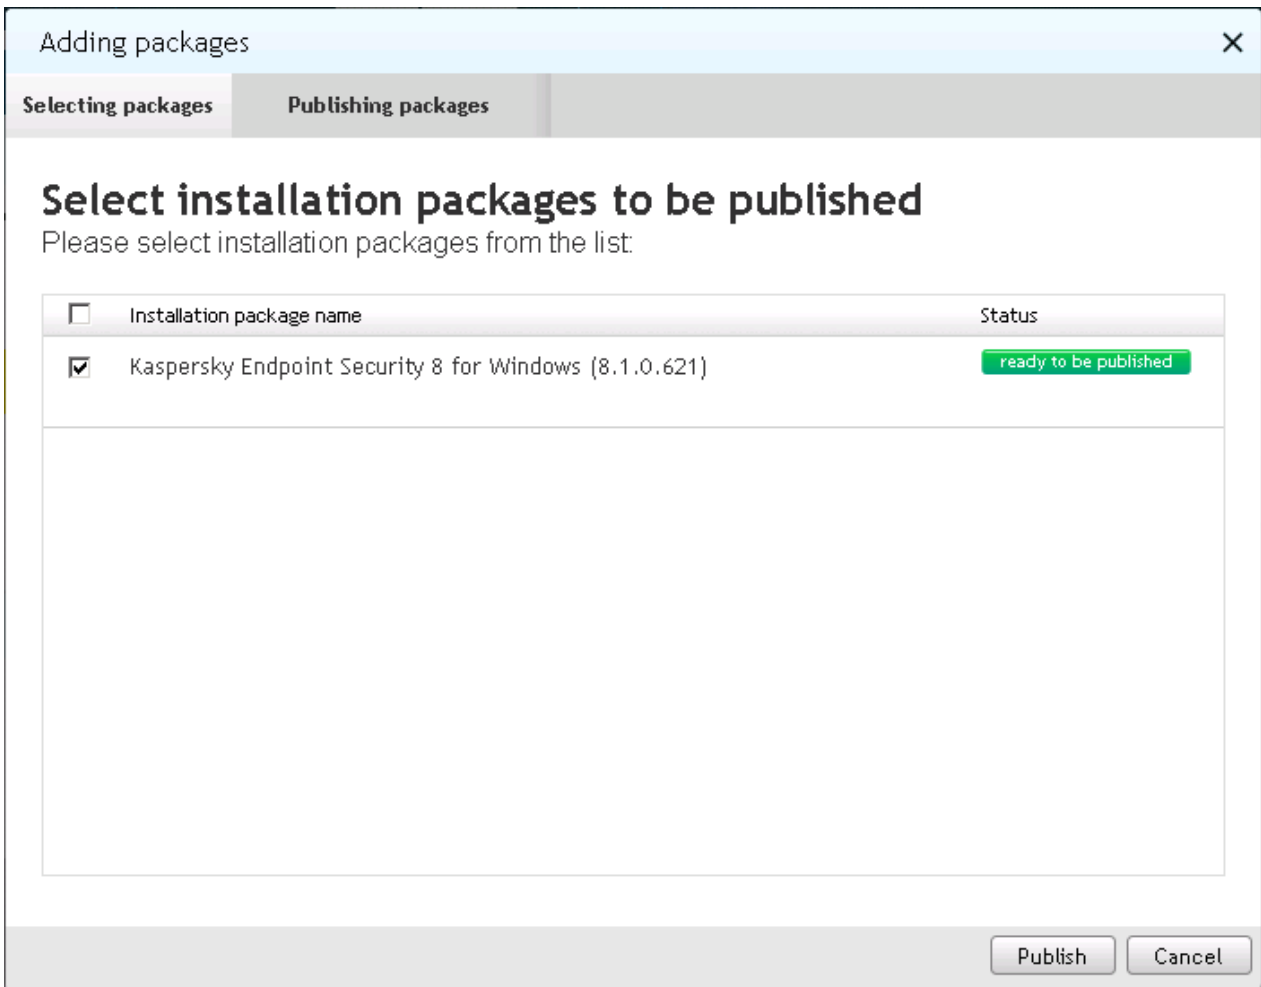 Adding packages
Selecting packages
Publishing packages
Select installation packages to be published
Please select installation packages from the list:
Installation package name
Status
Kaspersky Endpoint Security 8 for Windows (8.1.0.621)
ready to be published
Publish
Cancel